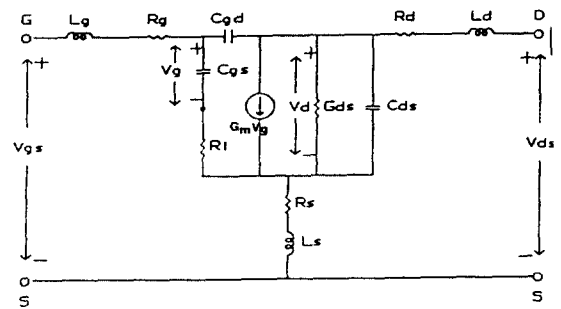 G Lg Rg Cgd Rd Ld D
+ + + +
Vg Cgs
Vd Gds Cds
GmVg
Vgs Ri Vds
Rs
Ls
S S